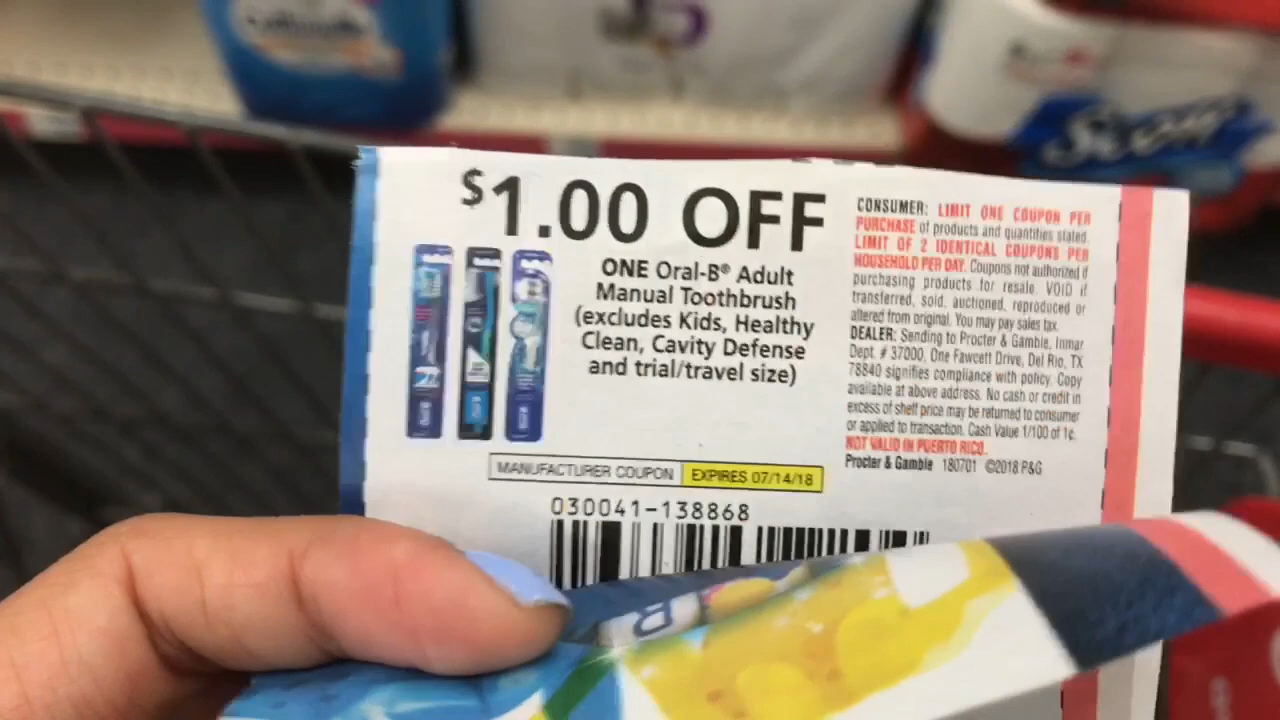 Cottonelle
Scott
$1.00 OFF
ONE Oral-B® Adult
Manual Toothbrush
(excludes Kids, Healthy
Clean, Cavity Defense
and trial/travel size)
MANUFACTURER COUPON EXPIRES 07/14/18
030041-138868
CONSUMER: LIMIT ONE COUPON PER
PURCHASE of products and quantities stated.
LIMIT OF 2 IDENTICAL COUPONS PER
HOUSEHOLD PER DAY. Coupons not authorized if
purchasing products for resale. VOID if
transferred, sold, auctioned, reproduced or
altered from original. You may pay sales tax.
DEALER: Sending to Procter & Gamble, Inmar
Dept. # 37000, One Fawcett Drive, Del Rio, TX
78840 signifies compliance with policy. Copy
available at above address. No cash or credit in
excess of shelf price may be returned to consumer
or applied to transaction. Cash Value 1/100 of 1¢.
NOT VALID IN PUERTO RICO.
Procter & Gamble 180701 ©2018 P&G